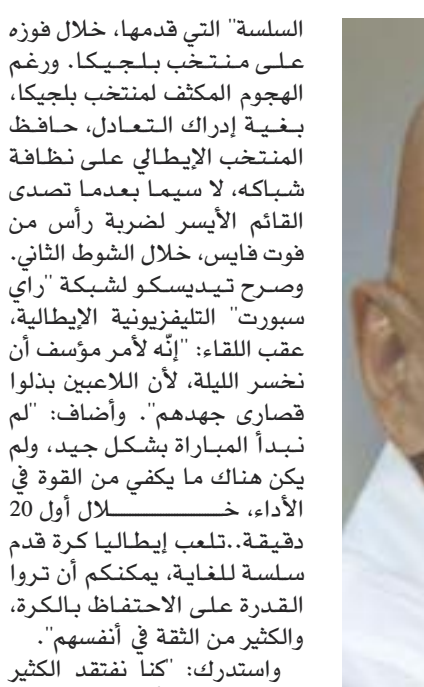 السلسة" التي قدمها، خلال فوزه
على منتخب بلجيكا. ورغم
الهجوم المكثف لمنتخب بلجيكا،
بغية إدراك التعادل، حافظ
المنتخب الإيطالي على نظافة
شباكه، لا سيما بعدما تصدى
القائم الأيسر لضربة رأس من
فوت فايس، خلال الشوط الثاني.
وصرح تيديسكو لشبكة "راي
سبورت" التليفزيونية الإيطالية،
عقب اللقاء: "إنّه لأمر مؤسف أن
نخسر الليلة، لأن اللاعبين بذلوا
قصارى جهدهم". وأضاف: "لم
نبدأ المباراة بشكل جيد، ولم
يكن هناك ما يكفي من القوة في
الأداء، خـــــــــلال أول 20
دقيقة..تلعب إيطاليا كرة قدم
سلسة للغاية، يمكنكم أن تروا
القدرة على الاحتفاظ بالكرة،
والكثير من الثقة في أنفسهم".
واستدرك: "كنا نفتقد الكثير